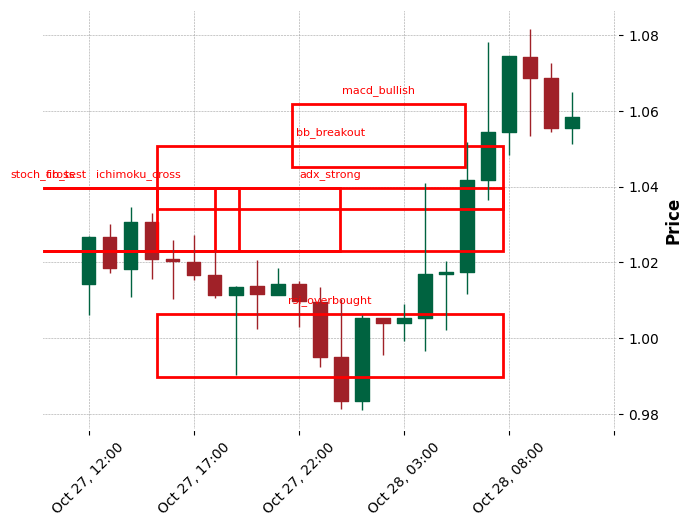 1.08
macd_bullish
1.06
bb_breakout
ichimoku_cross
adx_strong
1.04
Price
1.02
rsi_overbought
1.00
0.98
Oct 27, 12:00
Oct 27, 17:00
Oct 27, 22:00
Oct 28, 03:00
Oct 28, 08:00